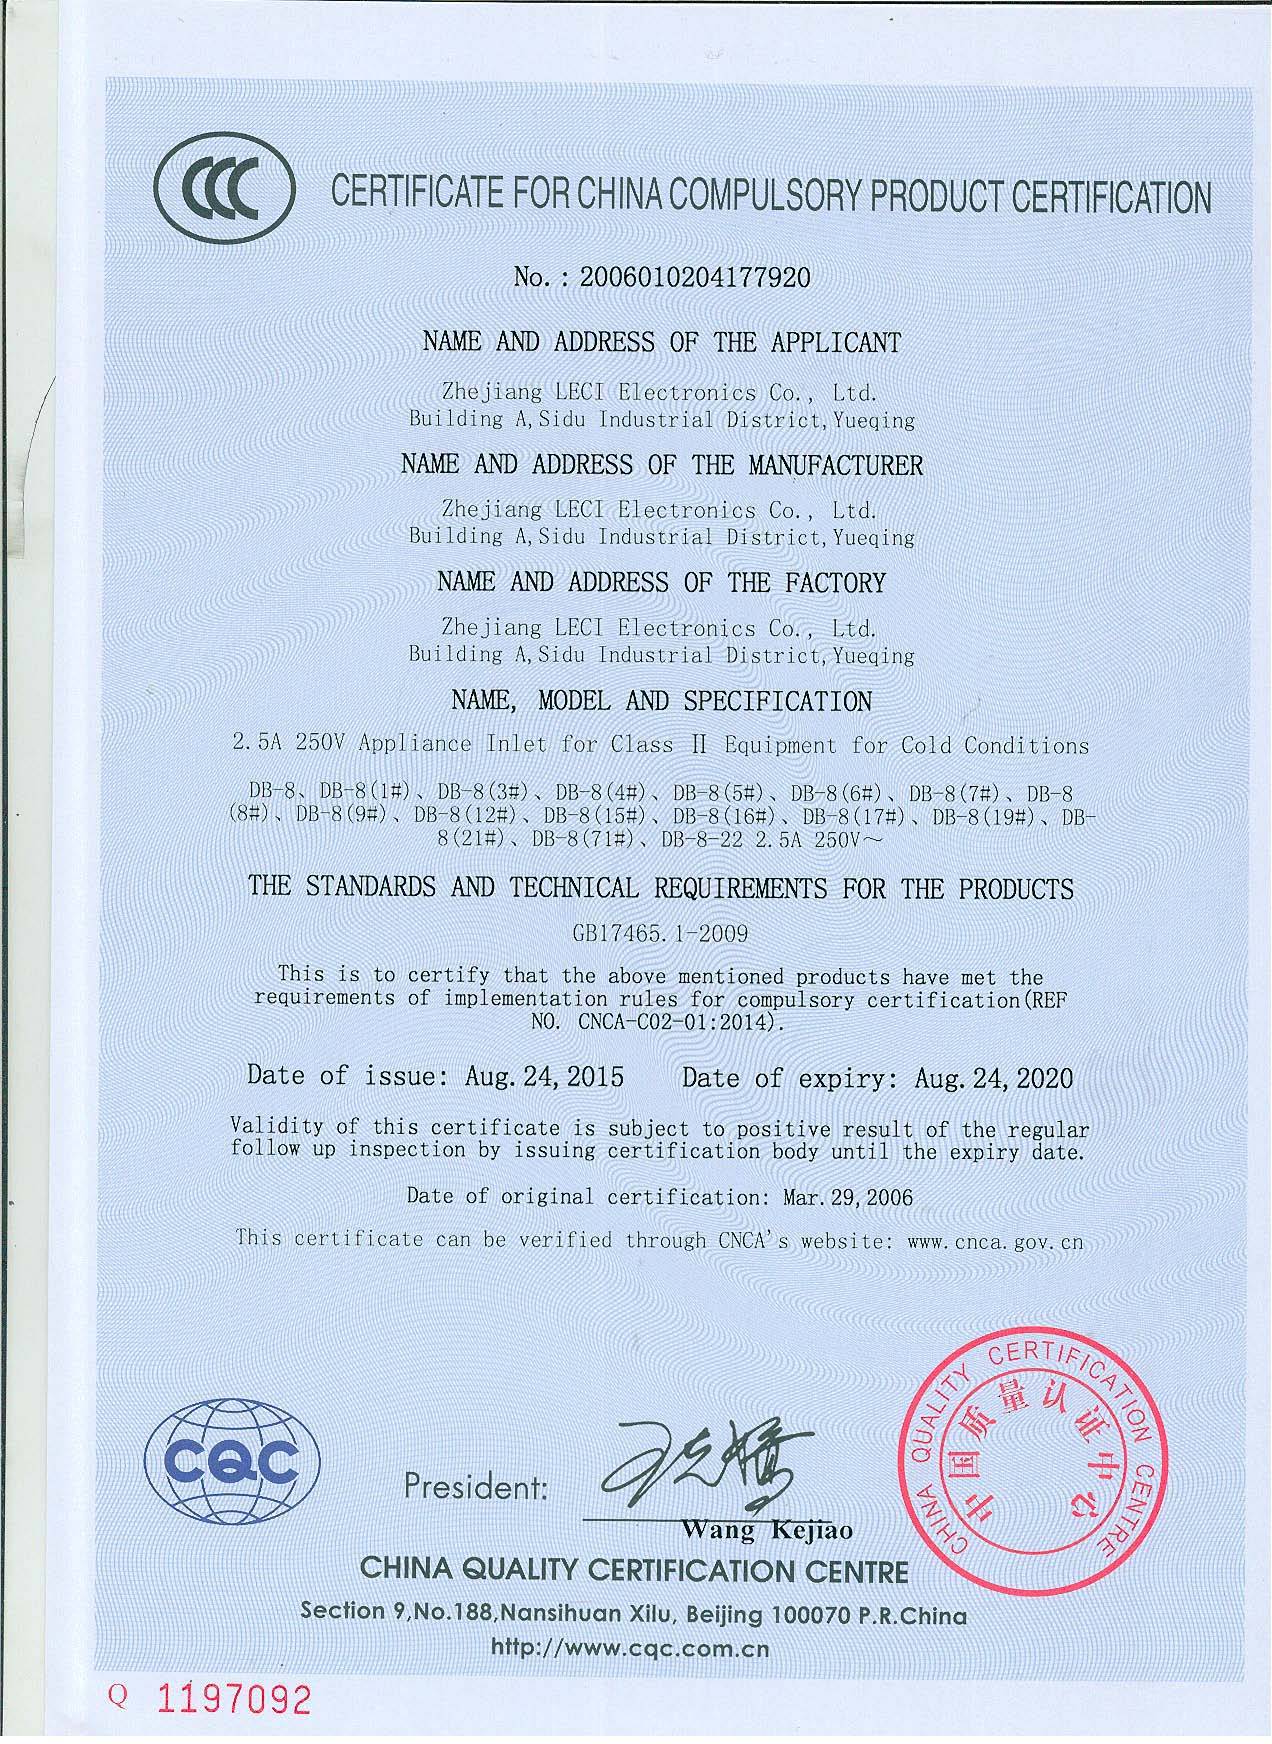 CCC
CERTIFICATE FOR CHINA COMPULSORY PRODUCT CERTIFICATION
No. : 2006010204177920
NAME AND ADDRESS OF THE APPLICANT
Zhejiang LECI Electronics Co., Ltd.
Building A,Sidu Industrial District,Yueqing
NAME AND ADDRESS OF THE MANUFACTURER
Zhejiang LECI Electronics Co., Ltd.
Building A,Sidu Industrial District,Yueqing
NAME AND ADDRESS OF THE FACTORY
Zhejiang LECI Electronics Co., Ltd.
Building A,Sidu Industrial District,Yueqing
NAME, MODEL AND SPECIFICATION
2.5A 250V Appliance Inlet for Class II Equipment for Cold Conditions
DB-8、DB-8(1#)、DB-8(3#)、DB-8(4#)、DB-8(5#)、DB-8(6#)、DB-8(7#)、DB-8
(8#)、DB-8(9#)、DB-8(12#)、DB-8(15#)、DB-8(16#)、DB-8(17#)、DB-8(19#)、DB-
8(21#)、DB-8(71#)、DB-8-22 2.5A 250V～
THE STANDARDS AND TECHNICAL REQUIREMENTS FOR THE PRODUCTS
GB17465.1-2009
This is to certify that the above mentioned products have met the
requirements of implementation rules for compulsory certification(REF
NO. CNCA-C02-01:2014).
Date of issue: Aug.24,2015 Date of expiry: Aug.24,2020
Validity of this certificate is subject to positive result of the regular
follow up inspection by issuing certification body until the expiry date.
Date of original certification: Mar.29,2006
This certificate can be verified through CNCA's website: www.cnca.gov.cn
CHINA QUALITY CERTIFICATION CENTRE
中国质量认证中心
CQC
President:
Wang Kejiao
CHINA QUALITY CERTIFICATION CENTRE
Section 9,No.188,Nansihuan Xilu, Beijing 100070 P.R.China
http://www.cqc.com.cn
Q 1197092